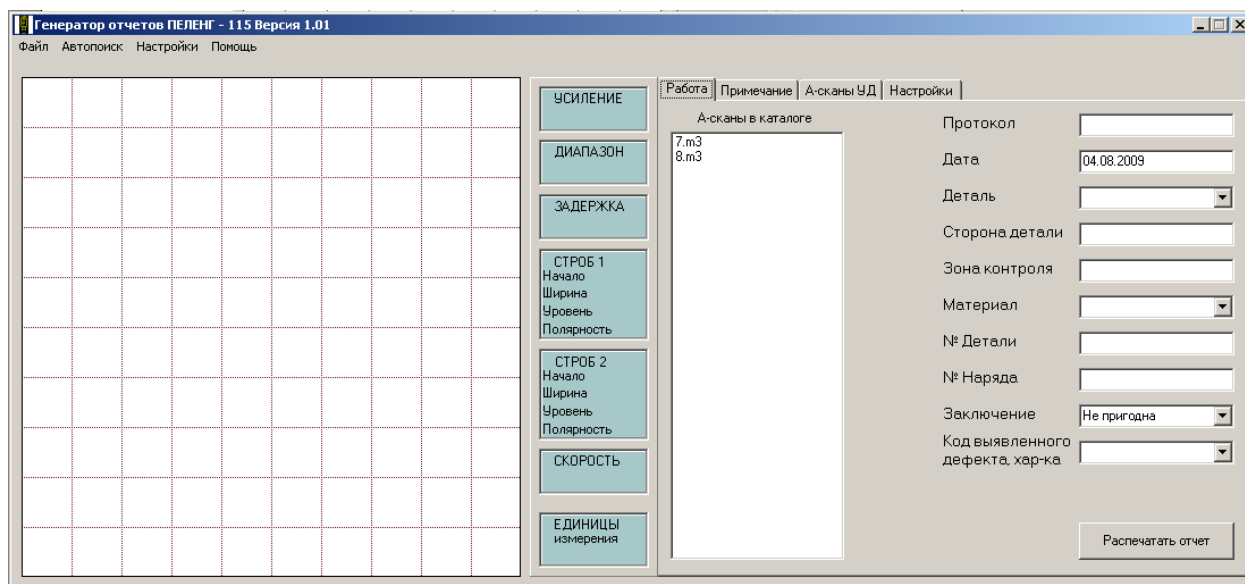 Генератор отчетов ПЕЛЕНГ - 115 Версия 1.01
Файл Автопоиск Настройки Помощь
УСИЛЕНИЕ
ДИАПАЗОН
ЗАДЕРЖКА
СТРОБ 1
Начало
Ширина
Уровень
Полярность
СТРОБ 2
Начало
Ширина
Уровень
Полярность
СКОРОСТЬ
ЕДИНИЦЫ
измерения
Работа Примечание А-сканы УД Настройки
А-сканы в каталоге
7.m3
8.m3
Протокол
Дата 04.08.2009
Деталь
Сторона детали
Зона контроля
Материал
№ Детали
№ Наряда
Заключение Не пригодна
Код выявленного
дефекта, хар-ка
Распечатать отчет